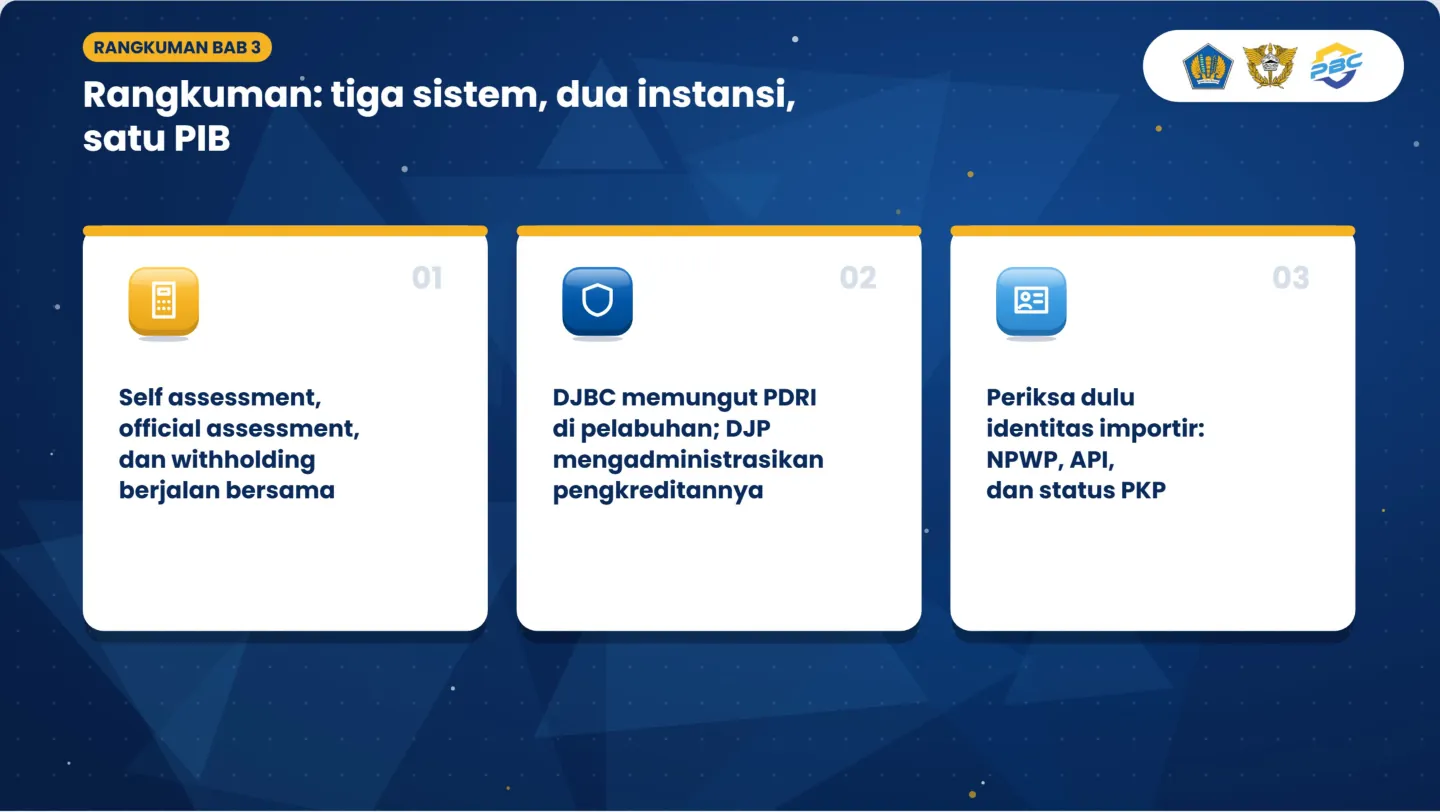 RANGKUMAN BAB 3
Rangkuman: tiga sistem, dua instansi,
satu PIB
PBC
01
Self assessment,
official assessment,
dan withholding
berjalan bersama
02
DJBC memungut PDRI
di pelabuhan; DJP
mengadministrasikan
pengkreditannya
03
Periksa dulu
identitas importir:
NPWP, API,
dan status PKP